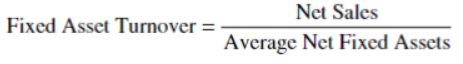 Fixed Asset Turnover = Net Sales
Average Net Fixed Assets